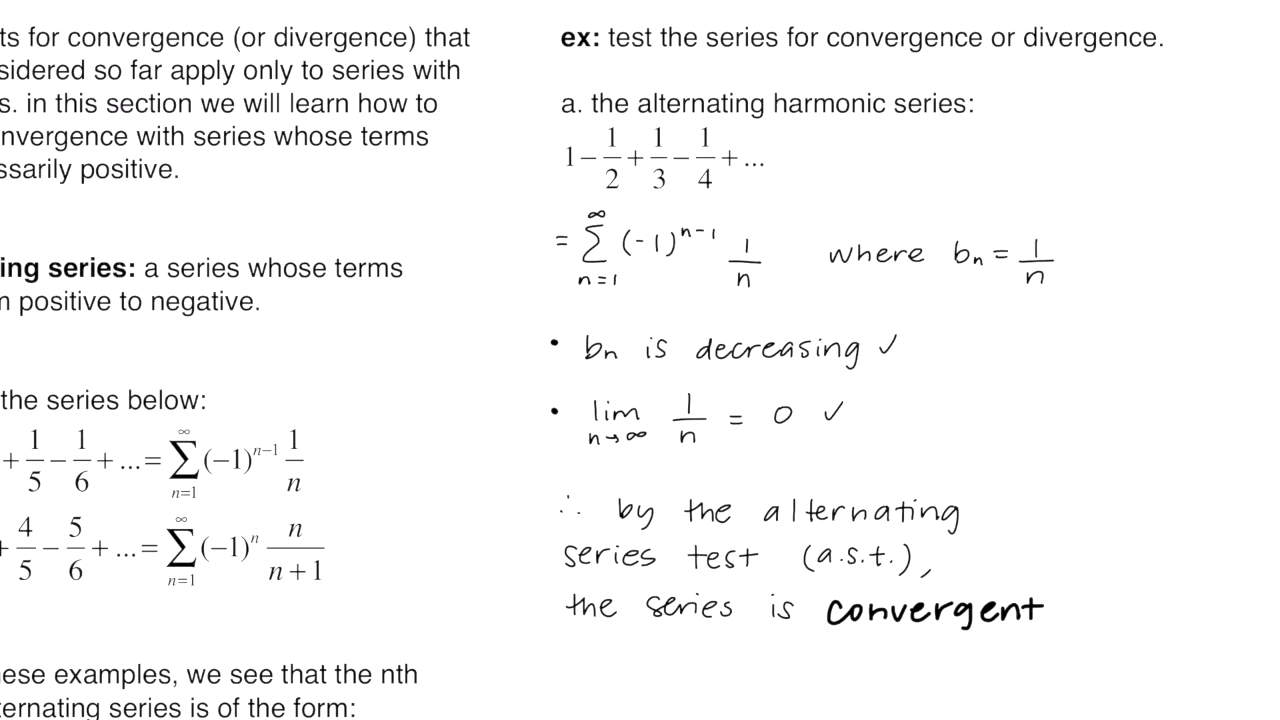 ts for convergence (or divergence) that
sidered so far apply only to series with
s. in this section we will learn how to
nvergence with series whose terms
ssarily positive.
ing series: a series whose terms
n positive to negative.
the series below:
+ 1/5 − 1/6 + ... = ∑_{n=1}^{∞} (−1)^{n−1} 1/n
+ 4/5 − 5/6 + ... = ∑_{n=1}^{∞} (−1)^n n/(n+1)
hese examples, we see that the nth
ternating series is of the form:
ex: test the series for convergence or divergence.
a. the alternating harmonic series:
1 − 1/2 + 1/3 − 1/4 + ...
= ∑_{n=1}^{∞} (−1)^{n−1} 1/n where bₙ = 1/n
• bₙ is decreasing ✓
• lim_{n→∞} 1/n = 0 ✓
∴ by the alternating
series test (a.s.t.),
the series is convergent